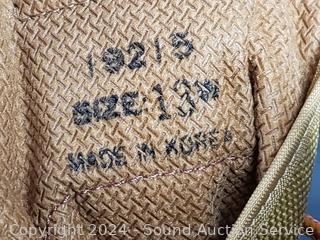 19215
SIZE: 13W
MADE IN KOREA
Copyright 2024 - Sound Auction Service